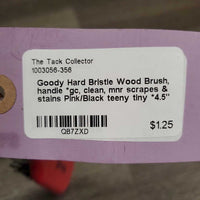 The Tack Collector
1003056-356
Goody Hard Bristle Wood Brush,
handle *gc, clean, mnr scrapes &
stains Pink/Black teeny tiny *4.5"
QB7ZXD
$1.25